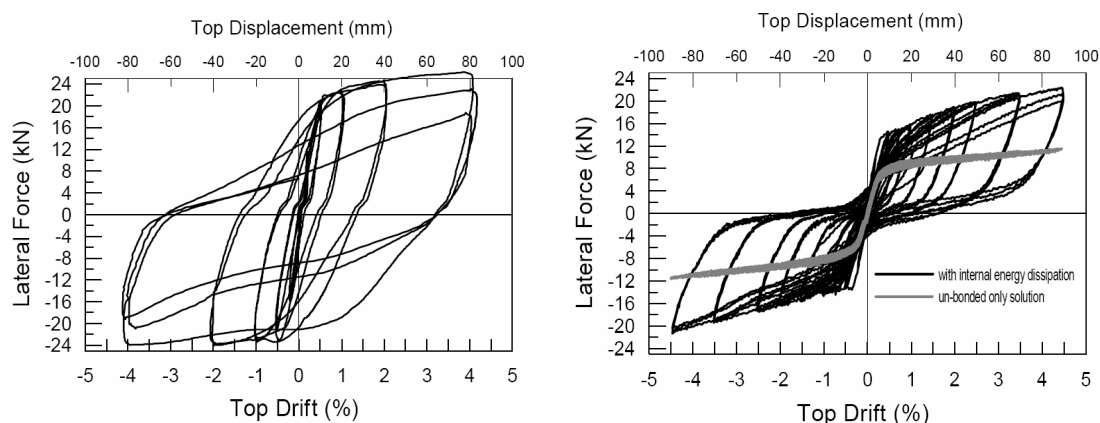 Top Displacement (mm)
-100 -80 -60 -40 -20 0 20 40 60 80 100
24
20
16
12
8
4
0
-4
-8
-12
-16
-20
-24
Lateral Force (kN)
-5 -4 -3 -2 -1 0 1 2 3 4 5
Top Drift (%)
Top Displacement (mm)
-100 -80 -60 -40 -20 0 20 40 60 80 100
24
20
16
12
8
4
0
-4
-8
-12
-16
-20
-24
Lateral Force (kN)
with internal energy dissipation
un-bonded only solution
-5 -4 -3 -2 -1 0 1 2 3 4 5
Top Drift (%)